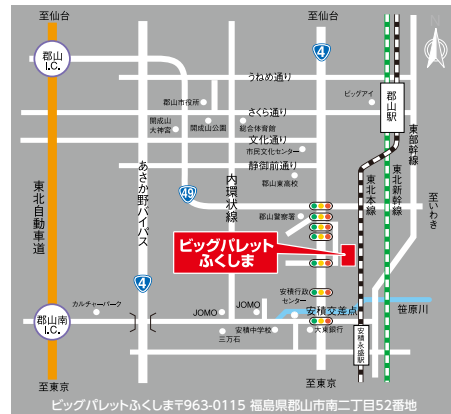 至仙台
至仙台
N
4
郡山
I.C.
うねめ通り
郡山市役所
ビッグアイ
郡山駅
さくら通り
開成山
大神宮
開成山公園
総合体育館
文化通り
市民文化センター
東部幹線
静御前通り
郡山東高校
あさか野バイパス
内環状線
49
東北本線
東北新幹線
至いわき
東北自動車道
郡山警察署
ビッグパレット
ふくしま
4
安積行政
センター
カルチャーパーク
JOMO
JOMO
安積交差点
笹原川
郡山南
I.C.
三万石
安積中学校
大東銀行
安積永盛駅
至東京
至東京
ビッグパレットふくしま〒963-0115 福島県郡山市南二丁目52番地